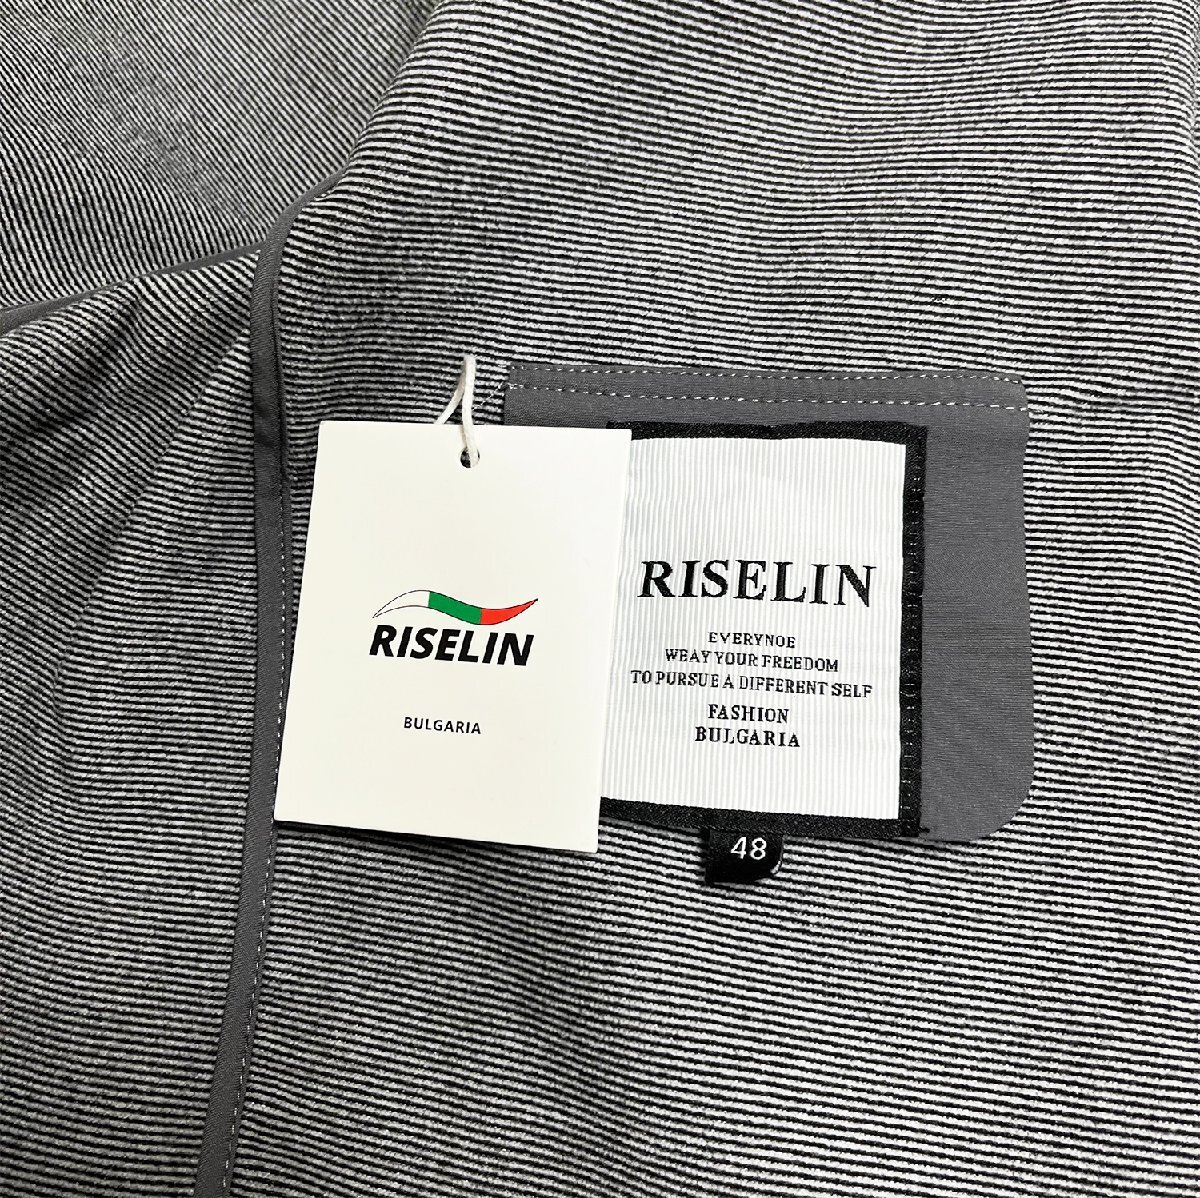 RISELIN
BULGARIA
RISELIN
EVERYNOE
WEAY YOUR FREEDOM
TO PURSUE A DIFFERENT SELF
FASHION
BULGARIA
48